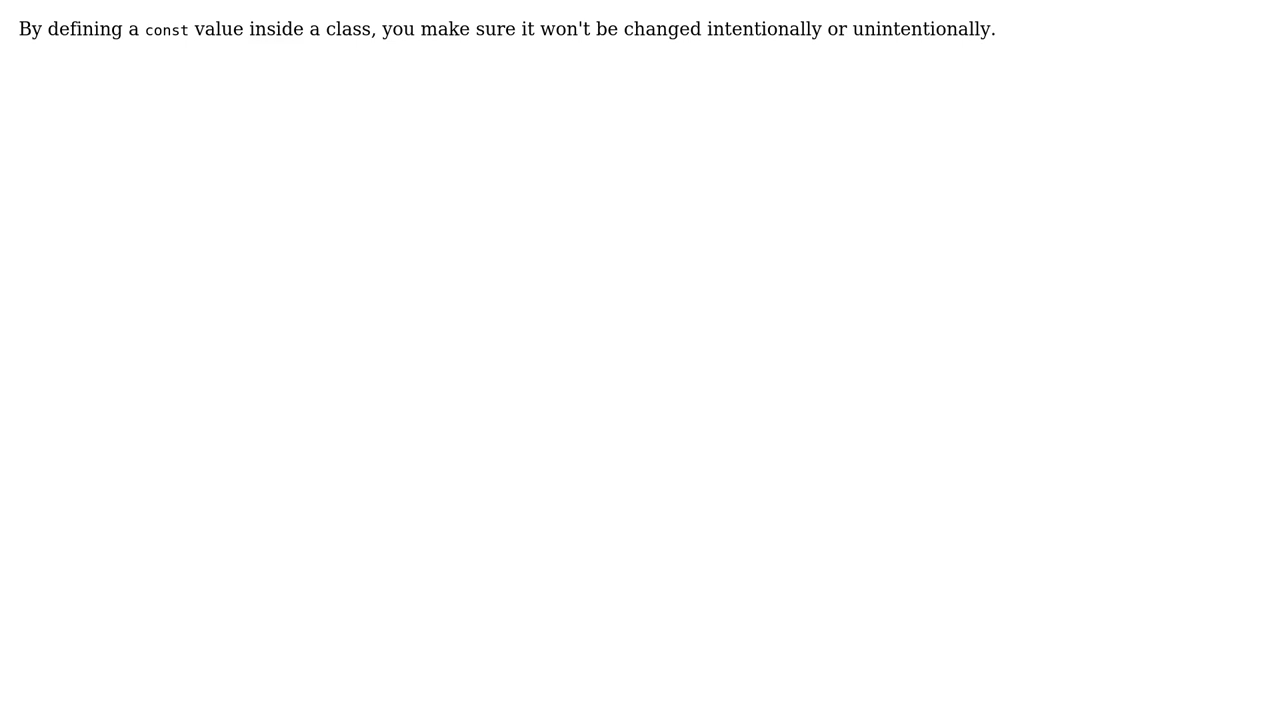 By defining a const value inside a class, you make sure it won't be changed intentionally or unintentionally.